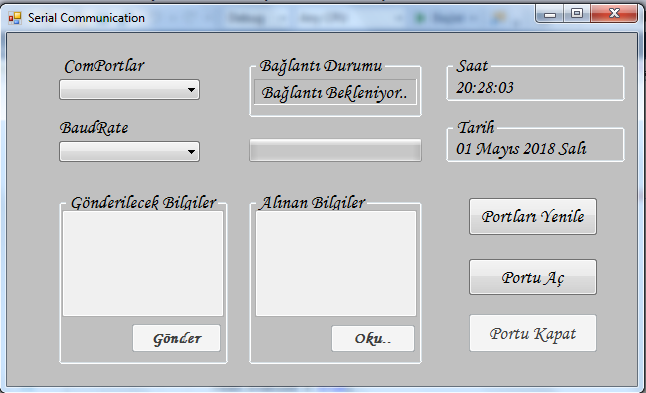 Serial Communication
ComPortlar
Bağlantı Durumu
Saat
Bağlantı Bekleniyor..
20:28:03
BaudRate
Tarih
01 Mayıs 2018 Salı
Gönderilecek Bilgiler
Alınan Bilgiler
Portları Yenile
Portu Aç
Gönder
Oku..
Portu Kapat